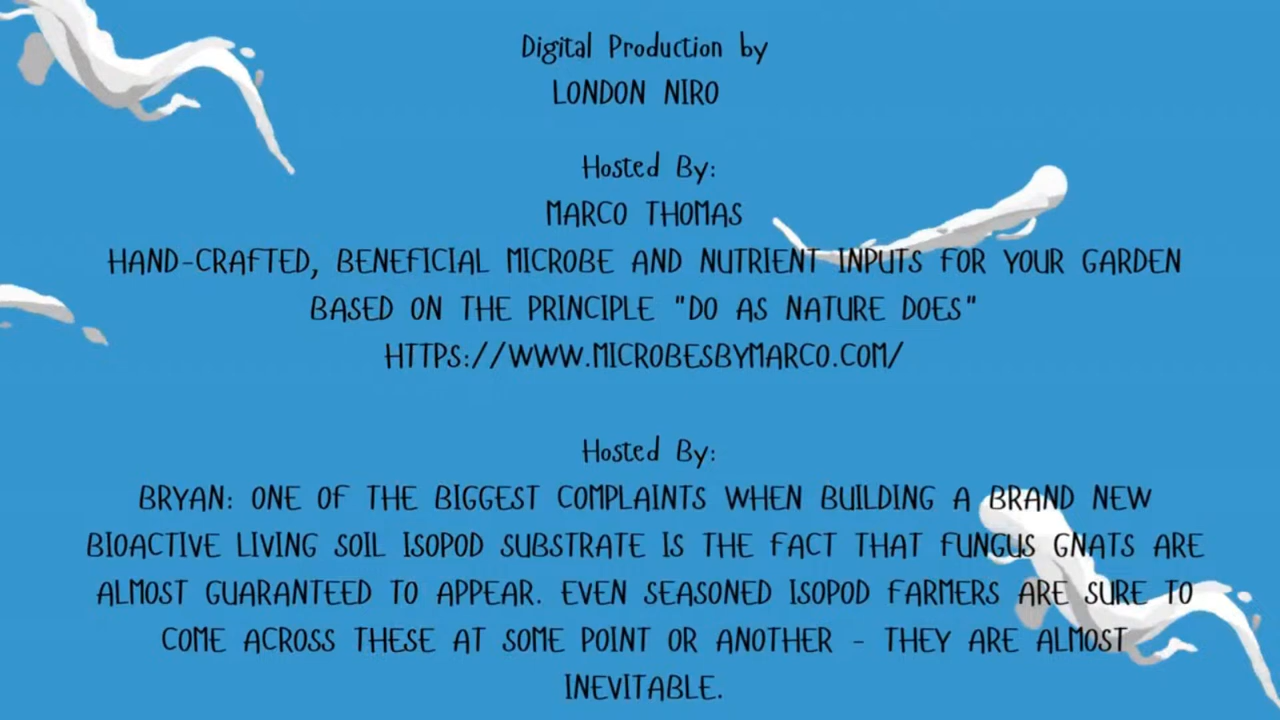 Digital Production by
LONDON NIRO
Hosted By:
MARCO THOMAS
HAND-CRAFTED, BENEFICIAL MICROBE AND NUTRIENT INPUTS FOR YOUR GARDEN
BASED ON THE PRINCIPLE "DO AS NATURE DOES"
HTTPS://WWW.MICROBESBYMARCO.COM/
Hosted By:
BRYAN: ONE OF THE BIGGEST COMPLAINTS WHEN BUILDING A BRAND NEW
BIOACTIVE LIVING SOIL ISOPOD SUBSTRATE IS THE FACT THAT FUNGUS GNATS ARE
ALMOST GUARANTEED TO APPEAR. EVEN SEASONED ISOPOD FARMERS ARE SURE TO
COME ACROSS THESE AT SOME POINT OR ANOTHER - THEY ARE ALMOST
INEVITABLE.